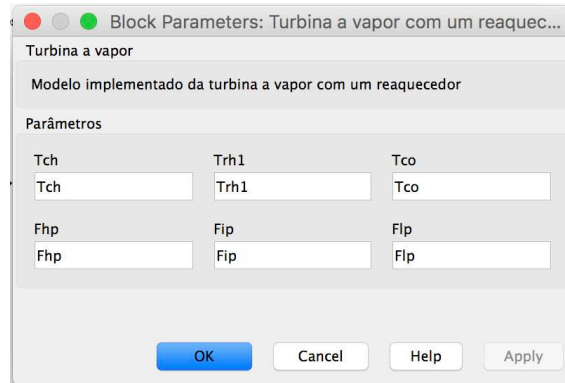 Block Parameters: Turbina a vapor com um reaquec...
Turbina a vapor
Modelo implementado da turbina a vapor com um reaquecedor
Parâmetros
Tch Trh1 Tco
Tch Trh1 Tco
Fhp Fip Flp
Fhp Fip Flp
OK Cancel Help Apply